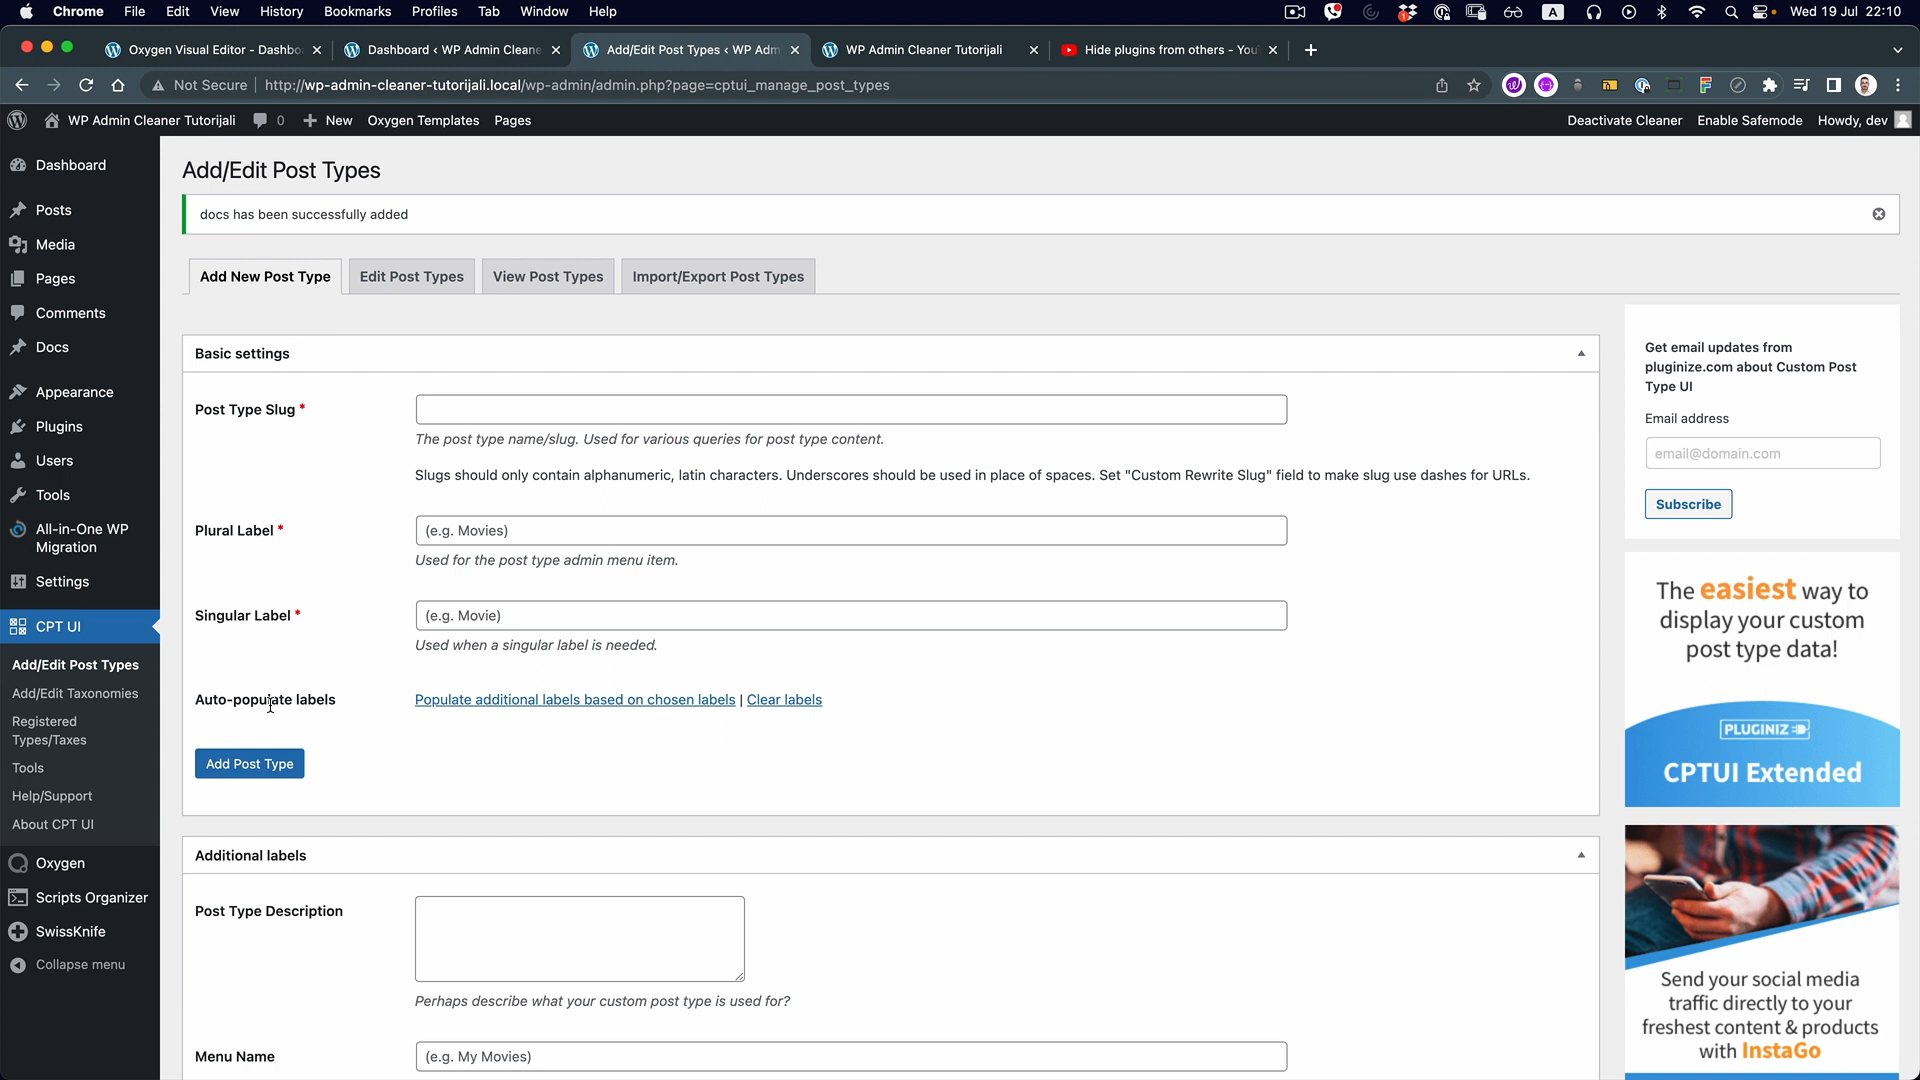 Chrome File Edit View History Bookmarks Profiles Tab Window Help
A
Wed 19 Jul 22:10
Oxygen Visual Editor - Dashbo
Dashboard < WP Admin Cleane
Add/Edit Post Types < WP Adm
WP Admin Cleaner Tutorijali
Hide plugins from others - You
Not Secure
http://wp-admin-cleaner-tutorijali.local/wp-admin/admin.php?page=cptui_manage_post_types
WP Admin Cleaner Tutorijali 0 New Oxygen Templates Pages
Deactivate Cleaner Enable Safemode Howdy, dev
Dashboard
Posts
Media
Pages
Comments
Docs
Appearance
Plugins
Users
Tools
All-in-One WP
Migration
Settings
CPT UI
Add/Edit Post Types
Add/Edit Taxonomies
Registered
Types/Taxes
Tools
Help/Support
About CPT UI
Oxygen
Scripts Organizer
SwissKnife
Collapse menu
Add/Edit Post Types
docs has been successfully added
Add New Post Type
Edit Post Types
View Post Types
Import/Export Post Types
Basic settings
Post Type Slug *
The post type name/slug. Used for various queries for post type content.
Slugs should only contain alphanumeric, latin characters. Underscores should be used in place of spaces. Set "Custom Rewrite Slug" field to make slug use dashes for URLs.
Plural Label *
(e.g. Movies)
Used for the post type admin menu item.
Singular Label *
(e.g. Movie)
Used when a singular label is needed.
Auto-populate labels
Populate additional labels based on chosen labels | Clear labels
Add Post Type
Additional labels
Post Type Description
Perhaps describe what your custom post type is used for?
Menu Name
(e.g. My Movies)
Get email updates from
pluginize.com about Custom Post
Type UI
Email address
email@domain.com
Subscribe
The easiest way to
display your custom
post type data!
PLUGINIZ
CPTUI Extended
Send your social media
traffic directly to your
freshest content & products
with InstaGo